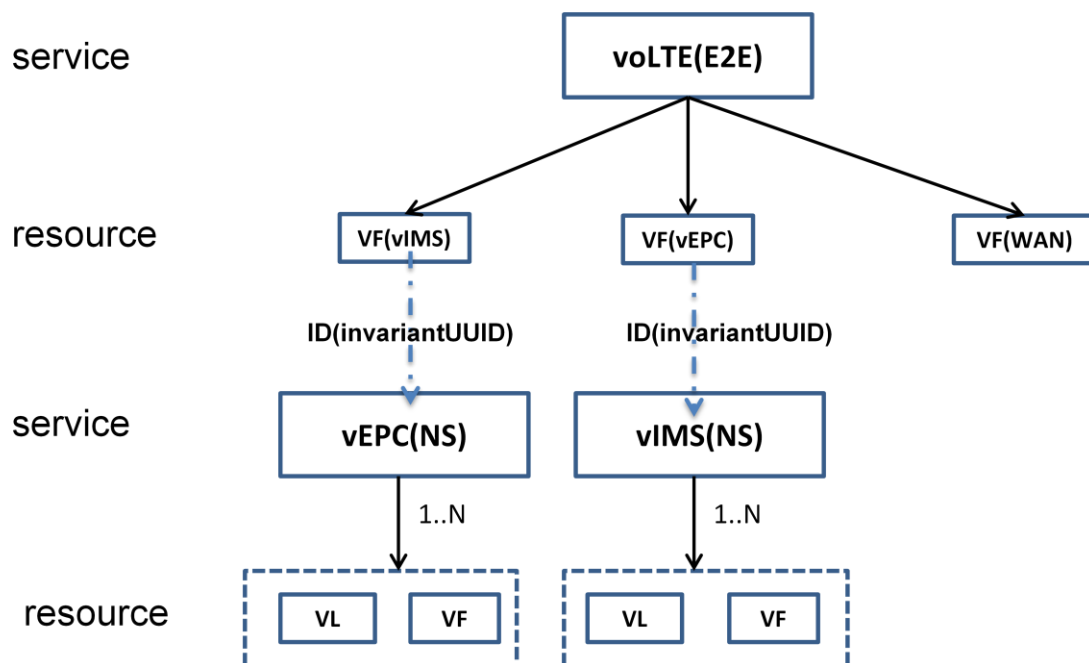 service
voLTE(E2E)
resource
VF(vIMS)
VF(vEPC)
VF(WAN)
ID(invariantUUID)
ID(invariantUUID)
service
vEPC(NS)
vIMS(NS)
1..N
1..N
resource
VL
VF
VL
VF